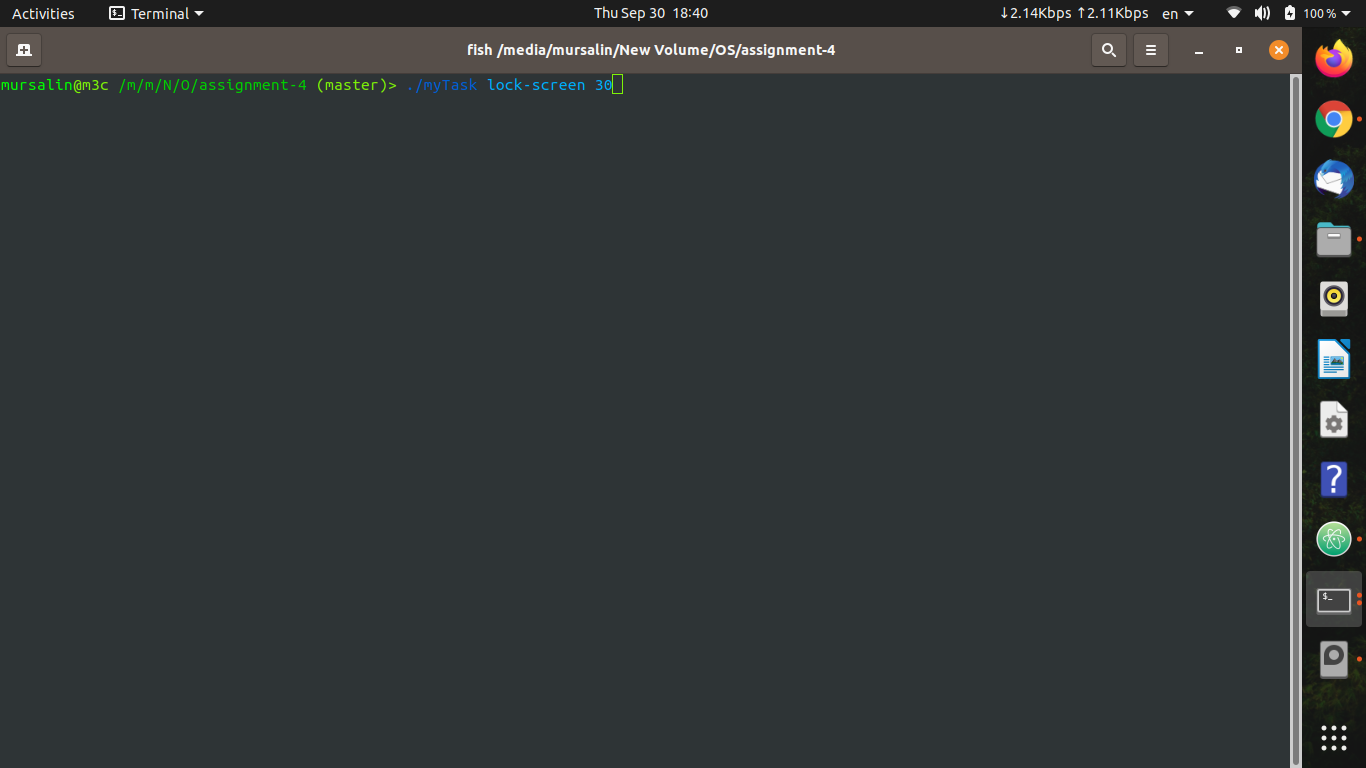 Activities Terminal Thu Sep 30 18:40 ↓2.14Kbps ↑2.11Kbps en 100 %
fish /media/mursalin/New Volume/OS/assignment-4
mursalin@m3c /m/m/N/O/assignment-4 (master)> ./myTask lock-screen 30